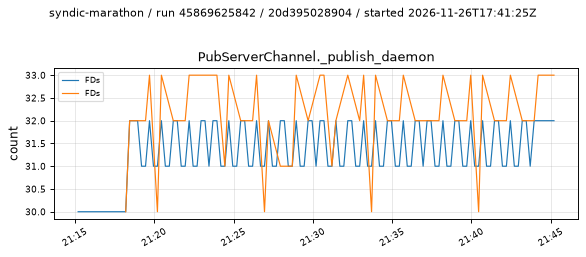 syndic-marathon / run 45869625842 / 20d395028904 / started 2026-11-26T17:41:25Z
PubServerChannel._publish_daemon
FDs
FDs
count
33.0
32.5
32.0
31.5
31.0
30.5
30.0
21:15
21:20
21:25
21:30
21:35
21:40
21:45